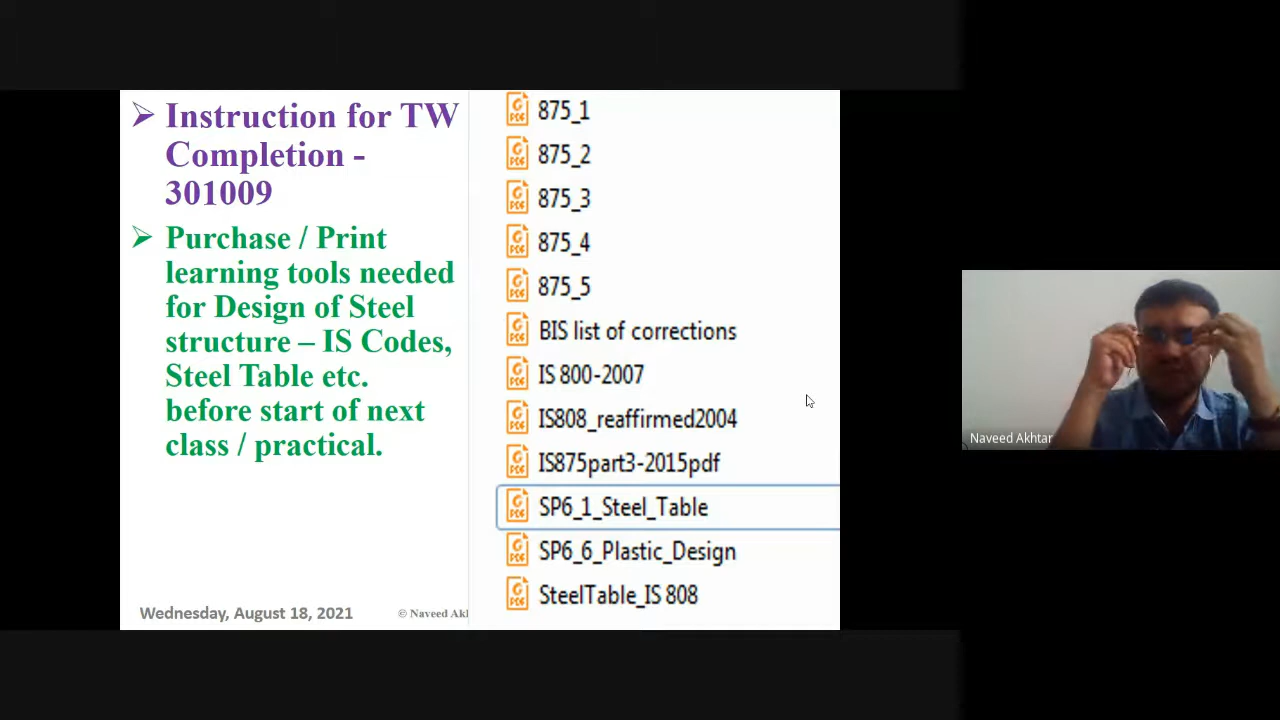 Instruction for TW
Completion -
301009
Purchase / Print
learning tools needed
for Design of Steel
structure – IS Codes,
Steel Table etc.
before start of next
class / practical.
Wednesday, August 18, 2021
© Naveed
875_1
875_2
875_3
875_4
875_5
BIS list of corrections
IS 800-2007
IS808_reaffirmed2004
IS875part3-2015pdf
SP6_1_Steel_Table
SP6_6_Plastic_Design
SteelTable_IS 808
Naveed Akhtar